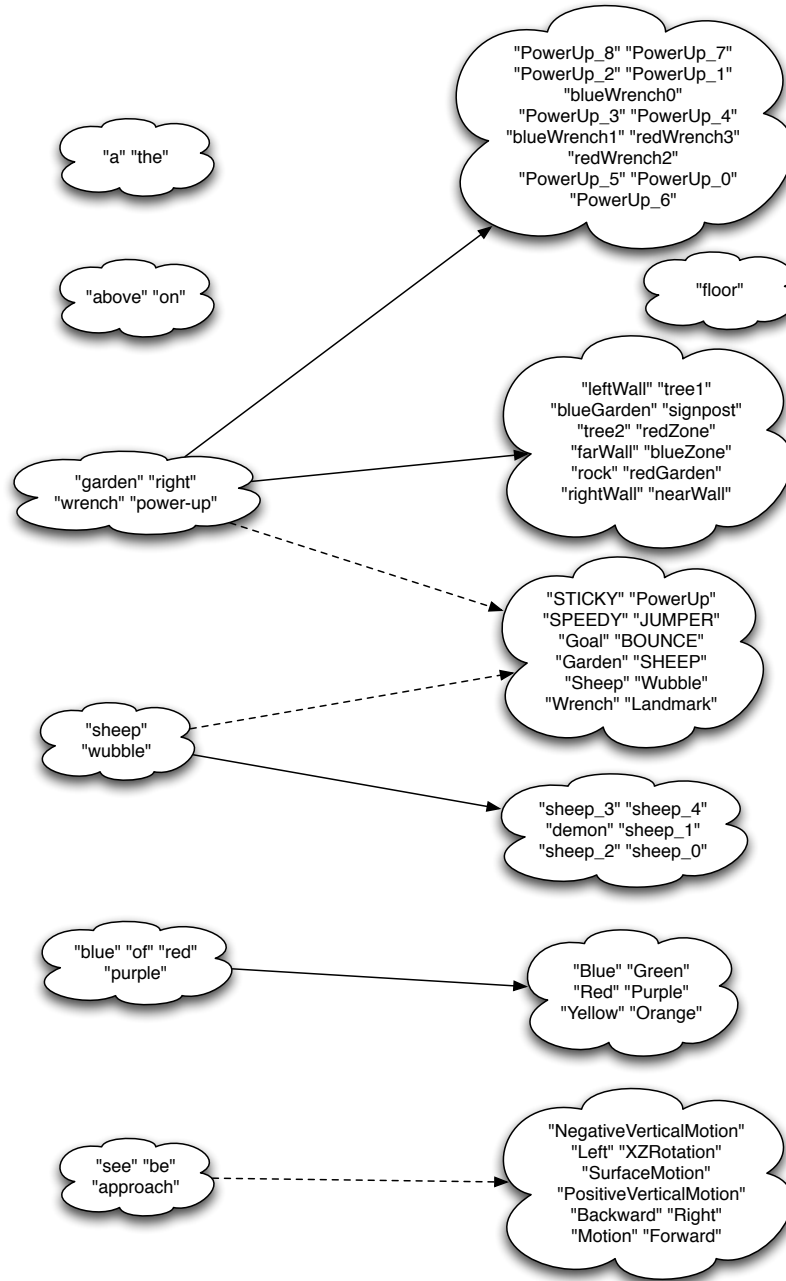 "PowerUp_8" "PowerUp_7"
"PowerUp_2" "PowerUp_1"
"blueWrench0"
"PowerUp_3" "PowerUp_4"
"blueWrench1" "redWrench3"
"redWrench2"
"PowerUp_5" "PowerUp_0"
"PowerUp_6"
"a" "the"
"above" "on"
"floor"
"leftWall" "tree1"
"blueGarden" "signpost"
"tree2" "redZone"
"farWall" "blueZone"
"rock" "redGarden"
"rightWall" "nearWall"
"garden" "right"
"wrench" "power-up"
"STICKY" "PowerUp"
"SPEEDY" "JUMPER"
"Goal" "BOUNCE"
"Garden" "SHEEP"
"Sheep" "Wubble"
"Wrench" "Landmark"
"sheep"
"wubble"
"sheep_3" "sheep_4"
"demon" "sheep_1"
"sheep_2" "sheep_0"
"blue" "of" "red"
"purple"
"Blue" "Green"
"Red" "Purple"
"Yellow" "Orange"
"see" "be"
"approach"
"NegativeVerticalMotion"
"Left" "XZRotation"
"SurfaceMotion"
"PositiveVerticalMotion"
"Backward" "Right"
"Motion" "Forward"